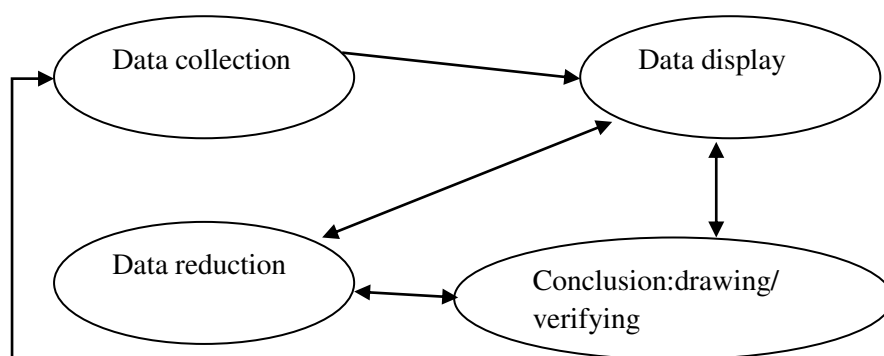 Data collection
Data display
Data reduction
Conclusion:drawing/
verifying